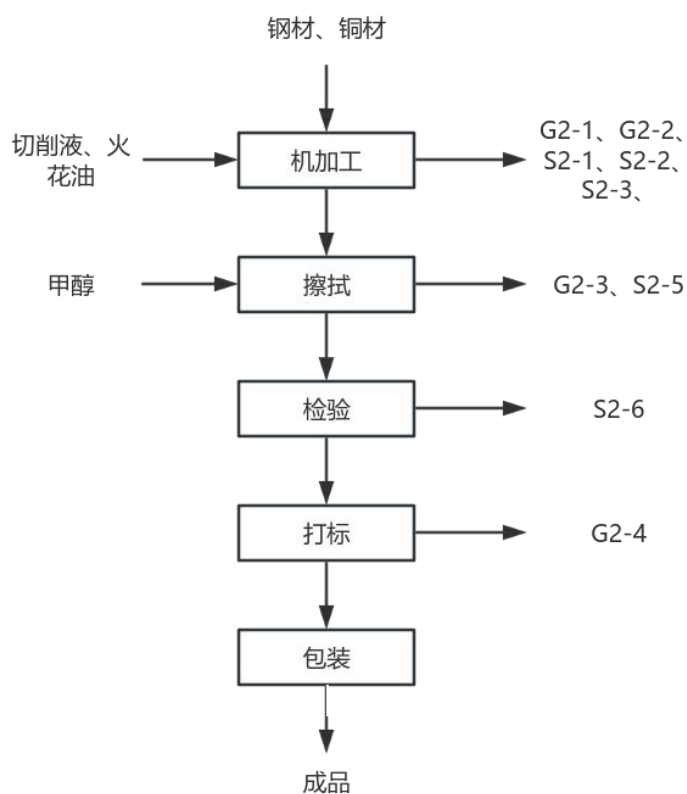 钢材、铜材
切削液、火
花油
机加工
G2-1、G2-2、
S2-1、S2-2、
S2-3、
甲醇
擦拭
G2-3、S2-5
检验
S2-6
打标
G2-4
包装
成品